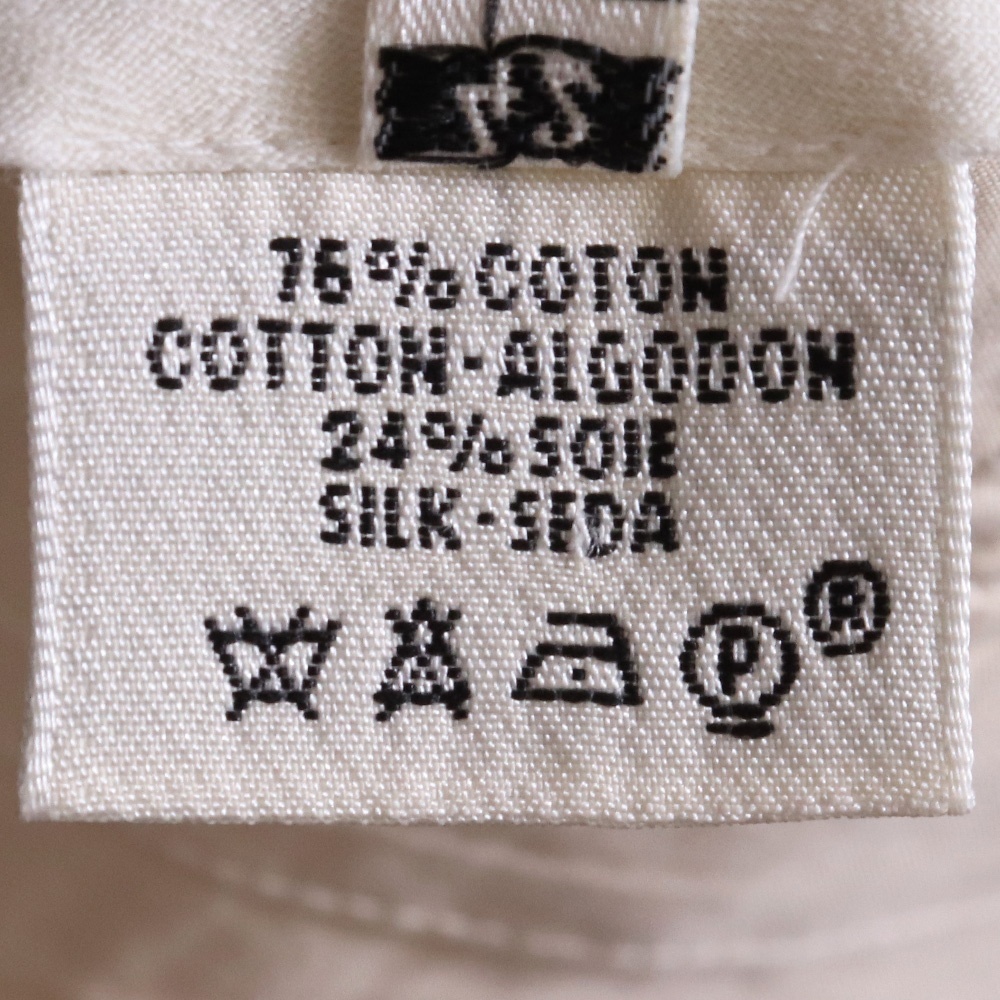 76% COTON
COTTON·ALGODON
24% SOIE
SILK·SEDA
P ®